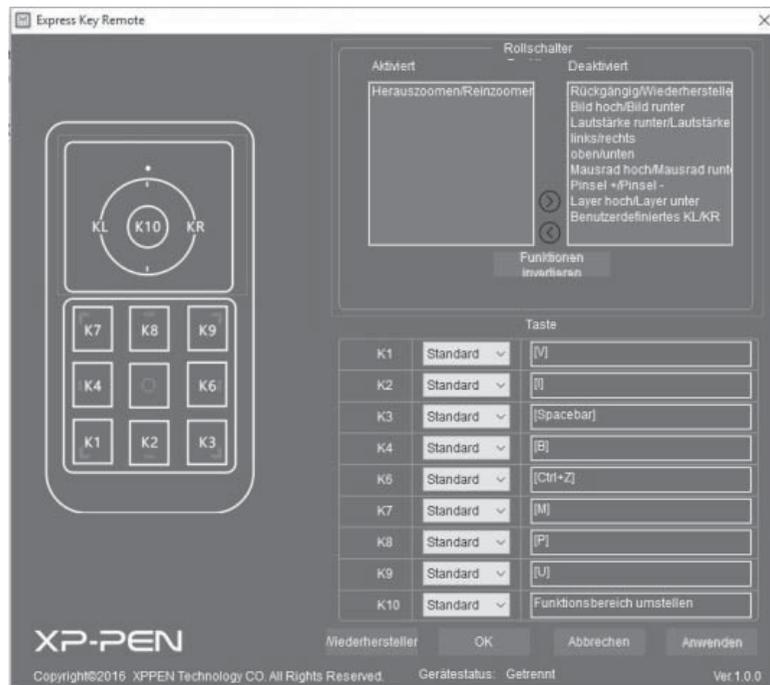 Express Key Remote
Rollschalter
Aktiviert
Deaktiviert
Herauszoomen/Reinzoomer
Rückgängig/Wiederherstelle
Bild hoch/Bild runter
Lautstärke runter/Lautstärke
links/rechts
oben/unten
Mausrad hoch/Mausrad runt
Pinsel +/Pinsel -
Layer hoch/Layer unter
Benutzerdefiniertes KL/KR
Funktionen
invertieren
KL K10 KR
K7 K8 K9
K4 K6
K1 K2 K3
Taste
K1 Standard [V]
K2 Standard [I]
K3 Standard [Spacebar]
K4 Standard [B]
K6 Standard [Ctrl+Z]
K7 Standard [M]
K8 Standard [P]
K9 Standard [U]
K10 Standard Funktionsbereich umstellen
XP-PEN
Wiederhersteller OK Abbrechen Anwenden
Copyright©2016 XPPEN Technology CO. All Rights Reserved. Gerätestatus: Getrennt Ver.1.0.0